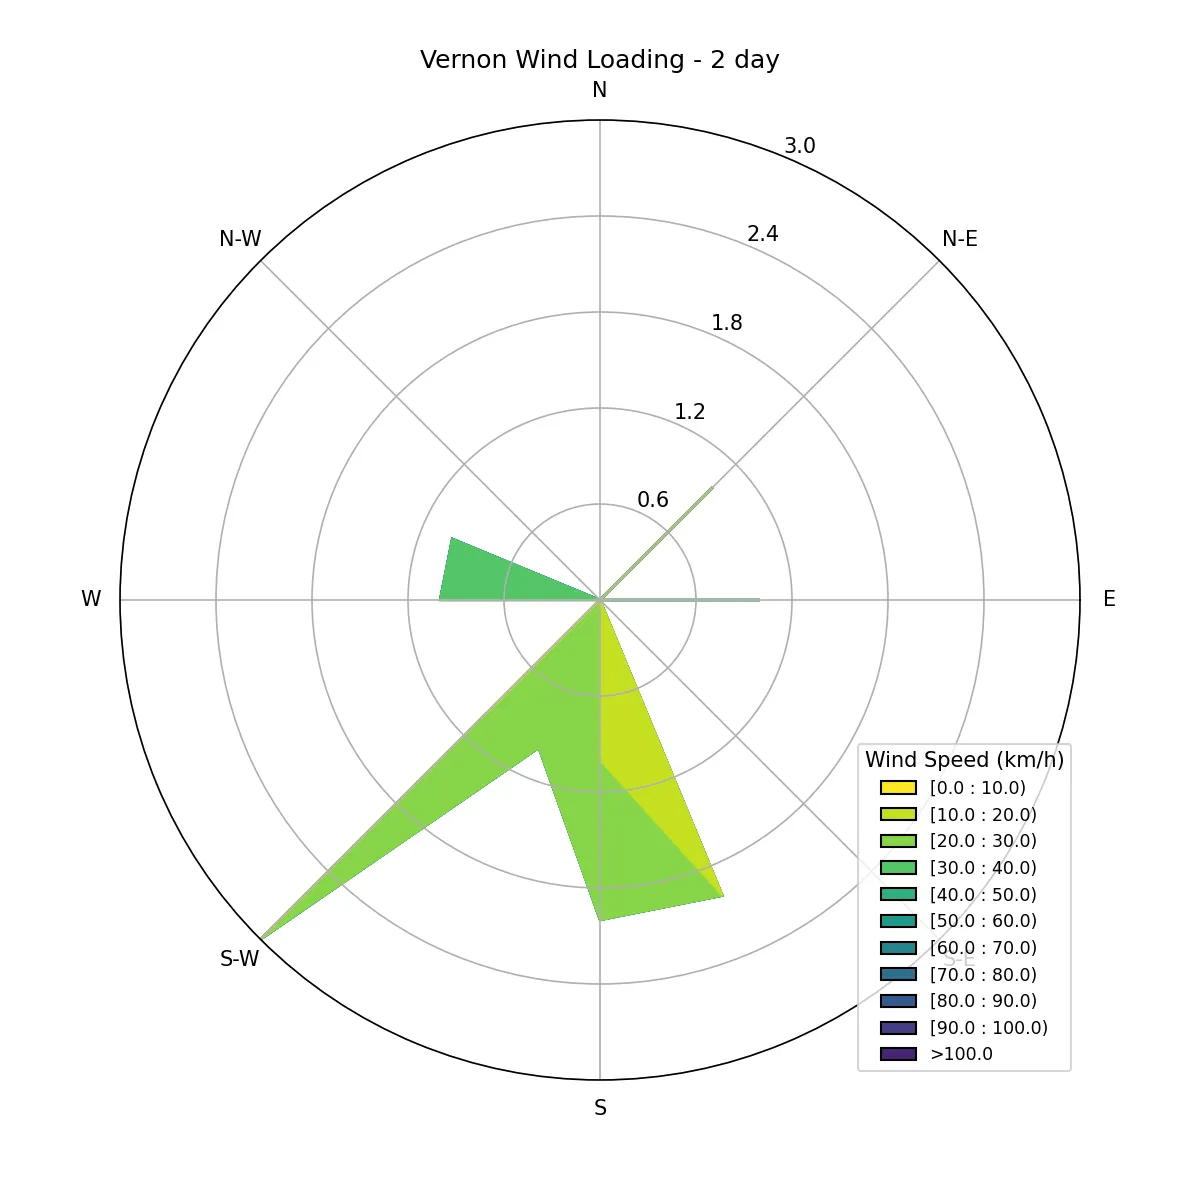 Vernon Wind Loading - 2 day
N
3.0
N-W
2.4
N-E
1.8
1.2
0.6
W
E
Wind Speed (km/h)
[0.0 : 10.0)
[10.0 : 20.0)
[20.0 : 30.0)
[30.0 : 40.0)
[40.0 : 50.0)
[50.0 : 60.0)
[60.0 : 70.0)
[70.0 : 80.0)
[80.0 : 90.0)
[90.0 : 100.0)
>100.0
S-W
S-E
S